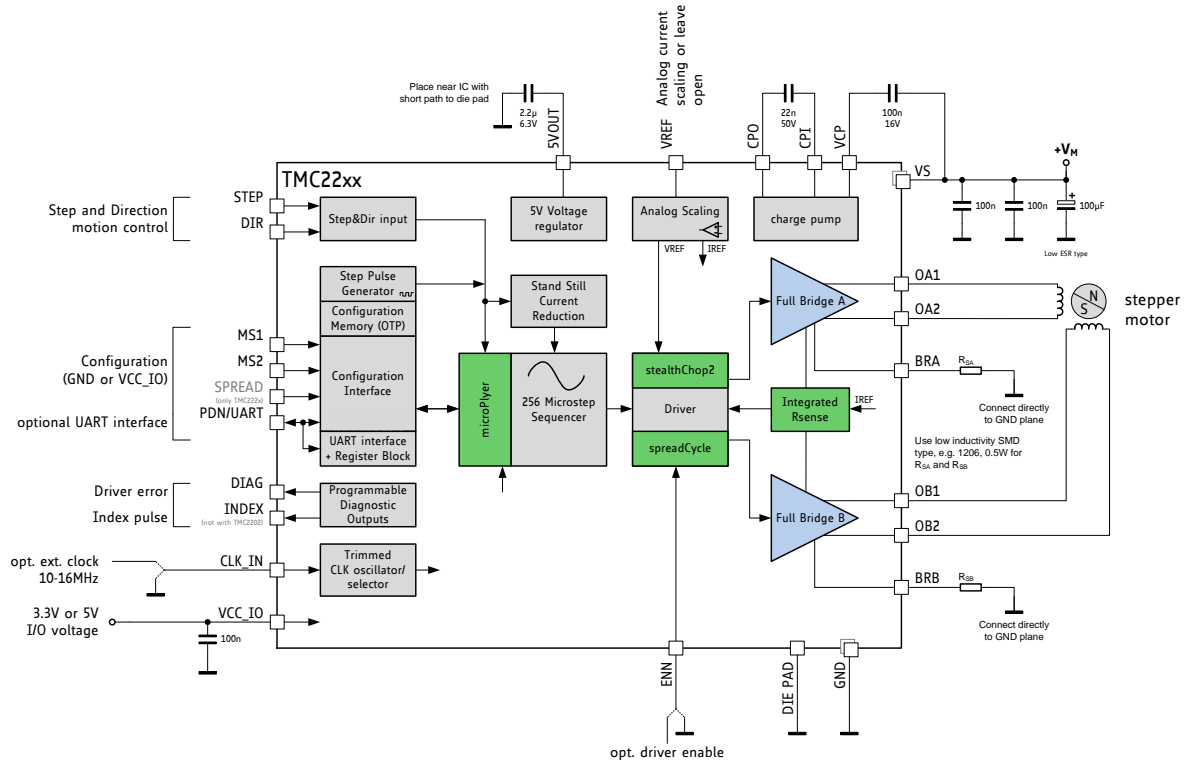 Analog current
scaling or leave
open
Place near IC with
short path to die pad
2.2µ
6.3V
5VOUT
VREF
CPO
22n
50V
CPI
VCP
100n
16V
+VM
TMC22xx
VS
100n
100n
+
100µF
Low ESR type
Step and Direction
motion control
STEP
DIR
Step&Dir input
5V Voltage
regulator
Analog Scaling
VREF
IREF
charge pump
Step Pulse
Generator
Configuration
Memory (OTP)
Stand Still
Current
Reduction
Full Bridge A
OA1
OA2
N
S
stepper
motor
Configuration
(GND or VCC_IO)
optional UART interface
MS1
MS2
SPREAD
(only TMC222x)
PDN/UART
Configuration
Interface
UART interface
+ Register Block
microPlyer
256 Microstep
Sequencer
stealthChop2
Driver
spreadCycle
Integrated
Rsense
IREF
BRA
RSA
Connect directly
to GND plane
Use low inductivity SMD
type, e.g. 1206, 0.5W for
RSA and RSB
Driver error
Index pulse
DIAG
INDEX
(not with TMC2202)
Programmable
Diagnostic
Outputs
Full Bridge B
OB1
OB2
opt. ext. clock
10-16MHz
CLK_IN
Trimmed
CLK oscillator/
selector
BRB
RSB
Connect directly
to GND plane
3.3V or 5V
I/O voltage
VCC_IO
100n
ENN
DIE PAD
GND
opt. driver enable